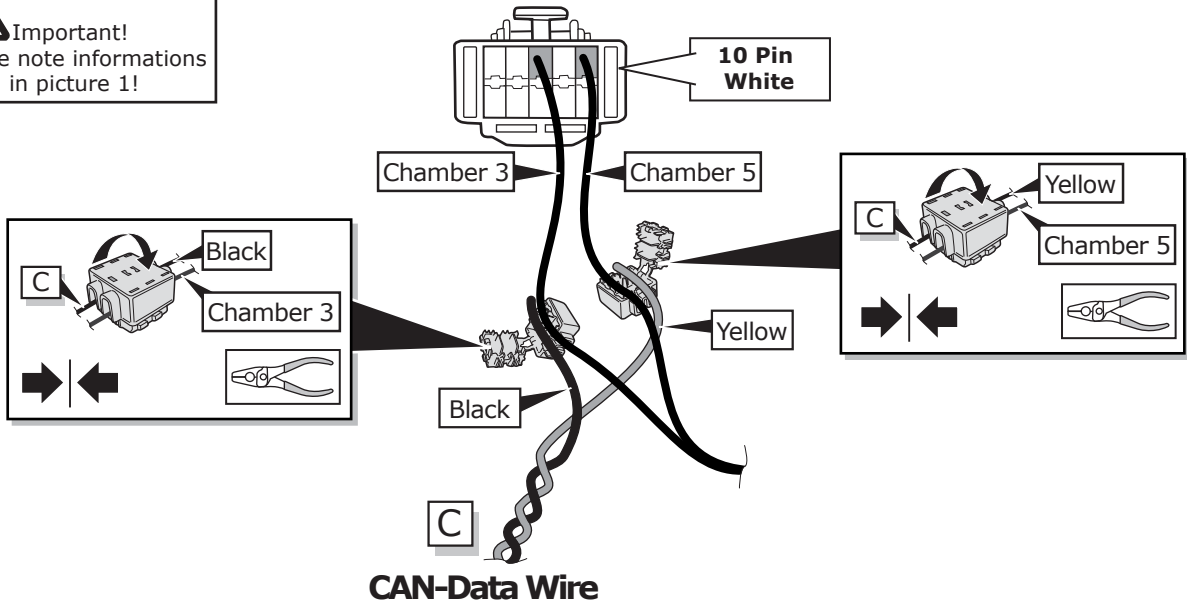 Important!
e note informations
in picture 1!
10 Pin
White
Chamber 3
Chamber 5
C
Black
Chamber 3
C
Yellow
Chamber 5
Yellow
Black
C
CAN-Data Wire